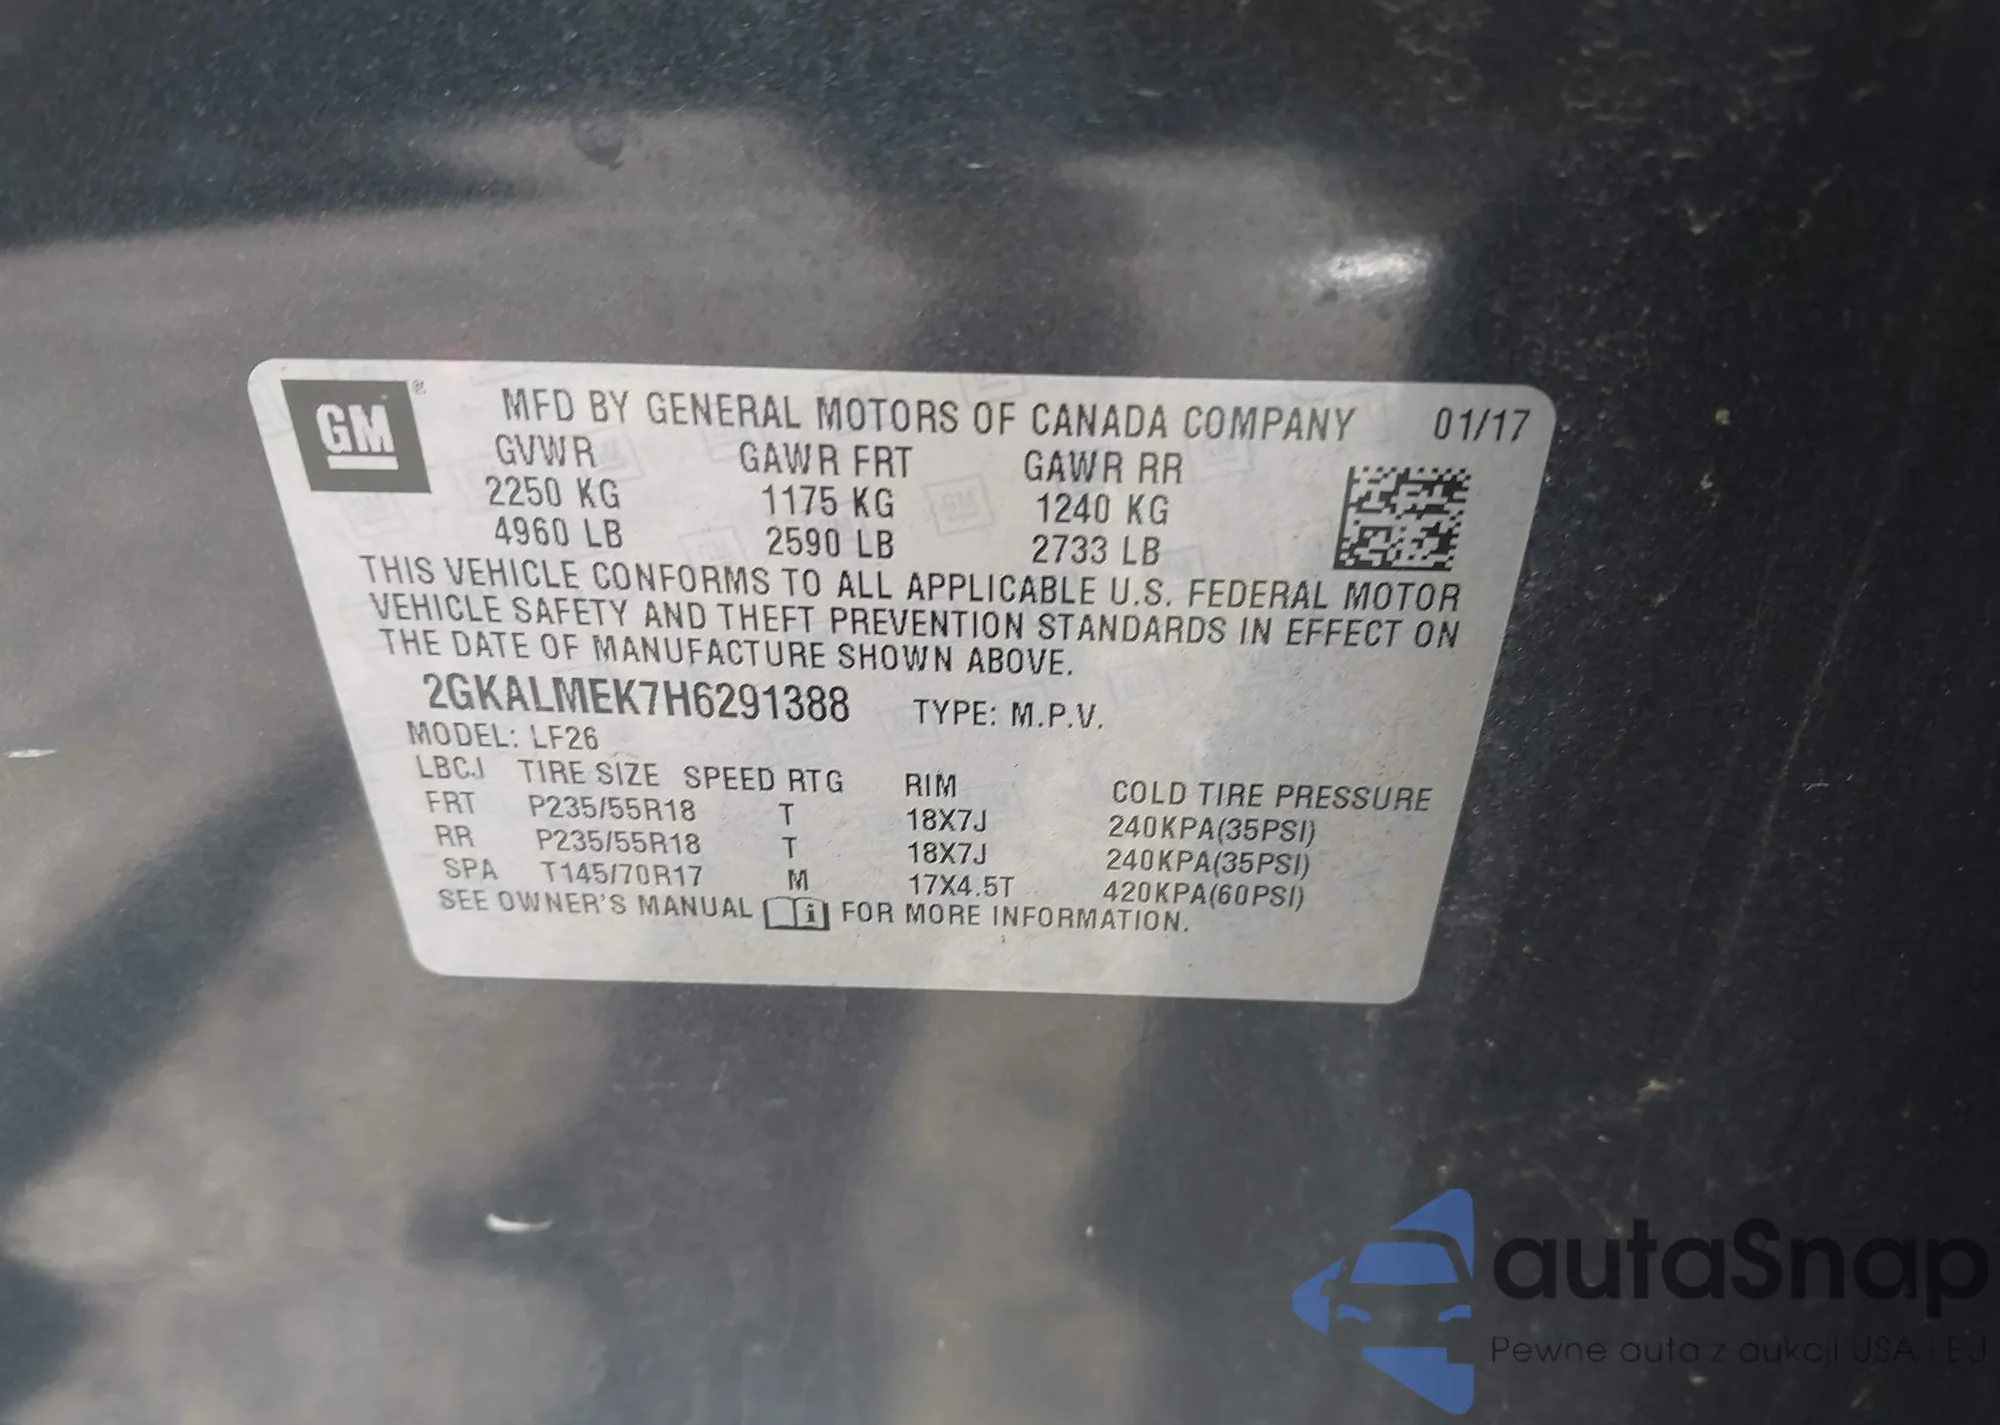 GM ®
MFD BY GENERAL MOTORS OF CANADA COMPANY 01/17
GVWR GAWR FRT GAWR RR
2250 KG 1175 KG 1240 KG
4960 LB 2590 LB 2733 LB
THIS VEHICLE CONFORMS TO ALL APPLICABLE U.S. FEDERAL MOTOR
VEHICLE SAFETY AND THEFT PREVENTION STANDARDS IN EFFECT ON
THE DATE OF MANUFACTURE SHOWN ABOVE.
2GKALMEK7H6291388 TYPE: M.P.V.
MODEL: LF26
LBCJ TIRE SIZE SPEED RTG RIM COLD TIRE PRESSURE
FRT P235/55R18 T 18X7J 240KPA(35PSI)
RR P235/55R18 T 18X7J 240KPA(35PSI)
SPA T145/70R17 M 17X4.5T 420KPA(60PSI)
SEE OWNER'S MANUAL i FOR MORE INFORMATION.
autaSnap
Pewne auta z aukcji USA i EU